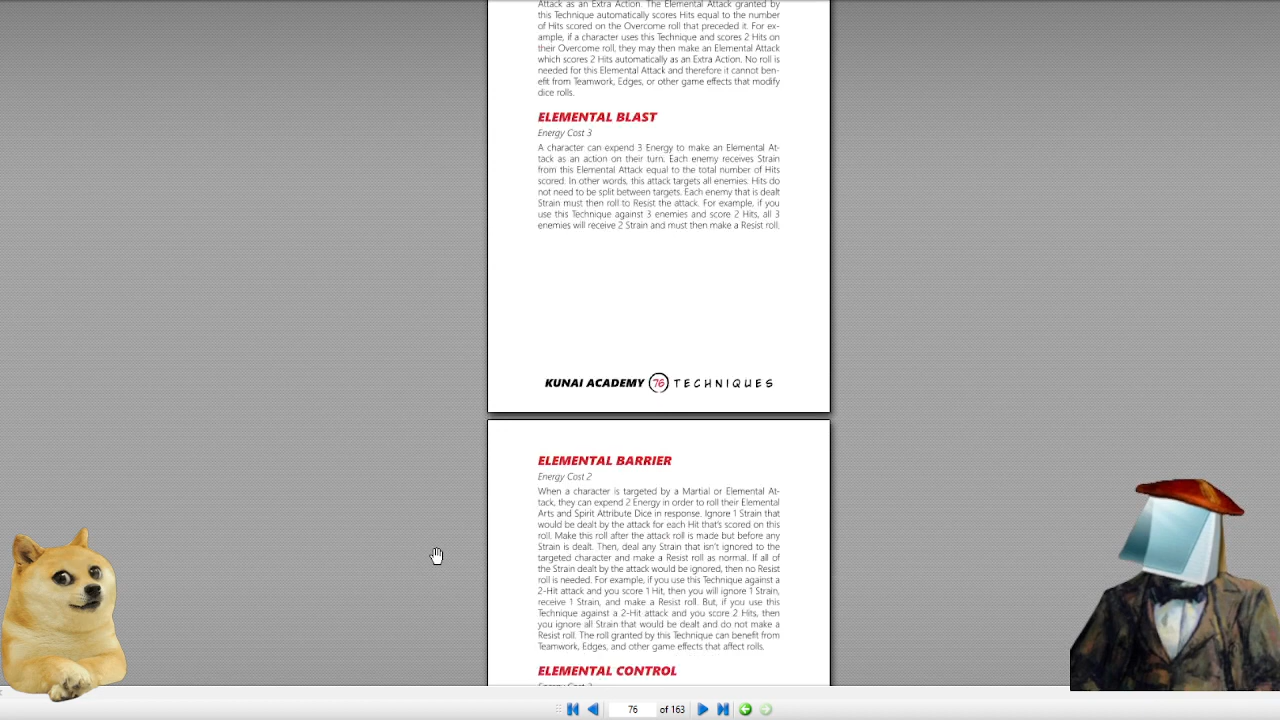 Attack as an Extra Action. The Elemental Attack granted by
this Technique automatically scores Hits equal to the number
of Hits scored on the Overcome roll that preceded it. For ex-
ample, if a character uses this Technique and scores 2 Hits on
their Overcome roll, they may then make an Elemental Attack
which scores 2 Hits automatically as an Extra Action. No roll is
needed for this Elemental Attack and therefore it cannot ben-
efit from Teamwork, Edges, or other game effects that modify
dice rolls.
ELEMENTAL BLAST
Energy Cost 3
A character can expend 3 Energy to make an Elemental At-
tack as an action on their turn. Each enemy receives Strain
from this Elemental Attack equal to the total number of Hits
scored. In other words, this attack targets all enemies. Hits do
not need to be split between targets. Each enemy that is dealt
Strain must then roll to Resist the attack. For example, if you
use this Technique against 3 enemies and score 2 Hits, all 3
enemies will receive 2 Strain and must then make a Resist roll.
KUNAI ACADEMY 76 TECHNIQUES
ELEMENTAL BARRIER
Energy Cost 2
When a character is targeted by a Martial or Elemental At-
tack, they can expend 2 Energy in order to roll their Elemental
Arts and Spirit Attribute Dice in response. Ignore 1 Strain that
would be dealt by the attack for each Hit that's scored on this
roll. Make this roll after the attack roll is made but before any
Strain is dealt. Then, deal any Strain that isn't ignored to the
targeted character and make a Resist roll as normal. If all of
the Strain dealt by the attack would be ignored, then no Resist
roll is needed. For example, if you use this Technique against a
2-Hit attack and you score 1 Hit, then you will ignore 1 Strain,
receive 1 Strain, and make a Resist roll. But, if you use this
Technique against a 2-Hit attack and you score 2 Hits, then
you ignore all Strain that would be dealt and do not make a
Resist roll. The roll granted by this Technique can benefit from
Teamwork, Edges, and other game effects that affect rolls.
ELEMENTAL CONTROL
76 of 163